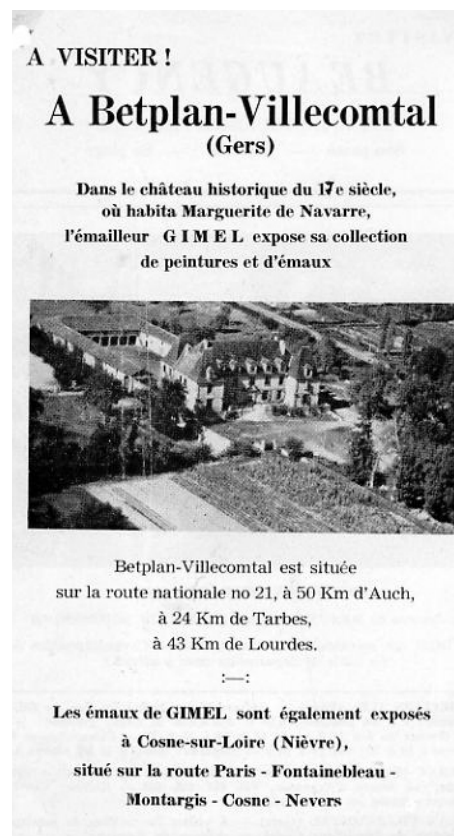 A VISITER !
A Betplan-Villecomtal
(Gers)
Dans le château historique du 17e siècle,
où habita Marguerite de Navarre,
l'émailleur GIMEL expose sa collection
de peintures et d'émaux
Betplan-Villecomtal est située
sur la route nationale no 21, à 50 Km d'Auch,
à 24 Km de Tarbes,
à 43 Km de Lourdes.
:—:
Les émaux de GIMEL sont également exposés
à Cosne-sur-Loire (Nièvre),
situé sur la route Paris - Fontainebleau -
Montargis - Cosne - Nevers